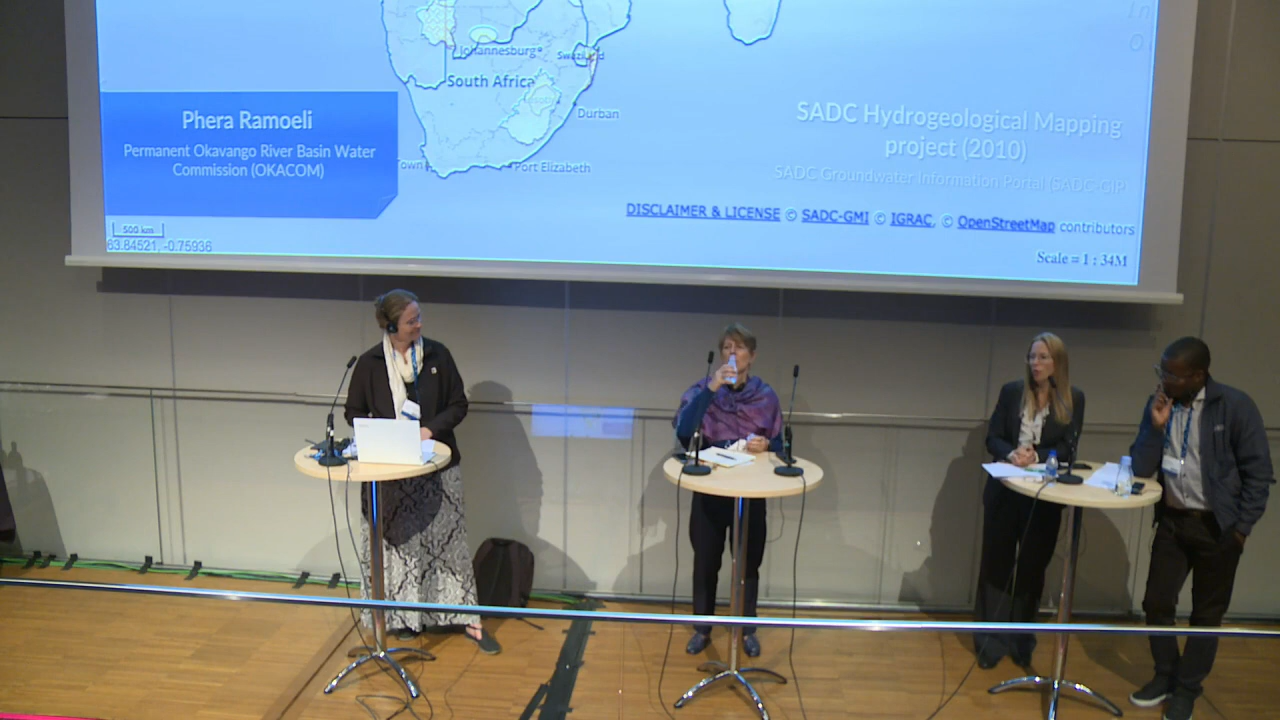 Johannesburg
Swaziland
South Africa
Durban
Town
Port Elizabeth
Phera Ramoeli
Permanent Okavango River Basin Water
Commission (OKACOM)
SADC Hydrogeological Mapping
project (2010)
SADC Groundwater Information Portal (SADC-GIP)
DISCLAIMER & LICENSE © SADC-GMI © IGRAC, © OpenStreetMap contributors
500 km
63.84521, -0.75936
Scale = 1 : 34M